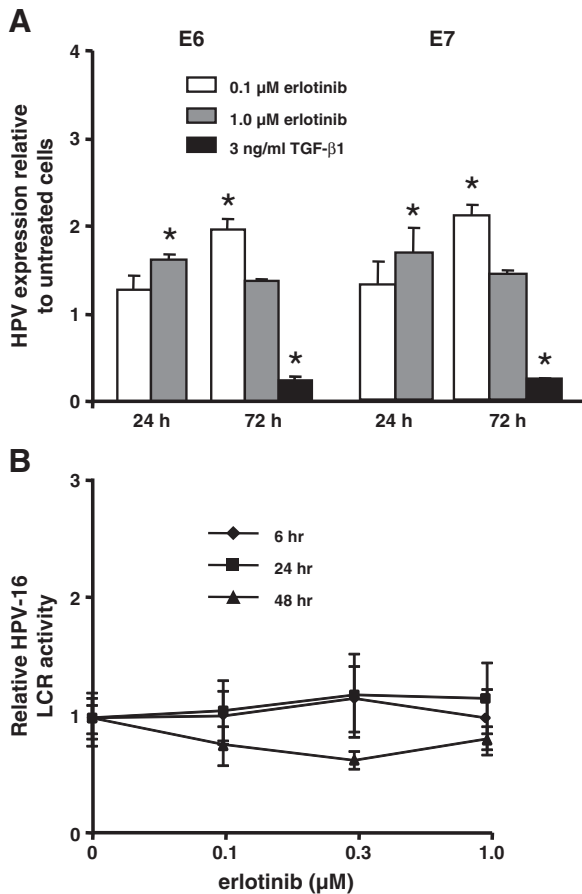 A
E6 E7
4
3
2
1
0
HPV expression relative
to untreated cells
0.1 µM erlotinib
1.0 µM erlotinib
3 ng/ml TGF-β1
* * * * * *
24 h 72 h 24 h 72 h
B
3
2
1
0
Relative HPV-16
LCR activity
6 hr
24 hr
48 hr
0 0.1 0.3 1.0
erlotinib (µM)